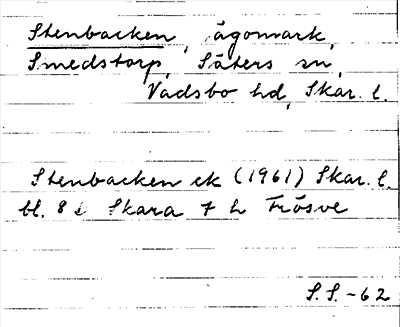 Stenbacken, ägomark,
Smedstorp, Säters sn,
Vadsbo hd, Skar. l.
Stenbacken ek (1961) Skar. l.
bl. 8 Skara 7 h Frösve
S.S.-62